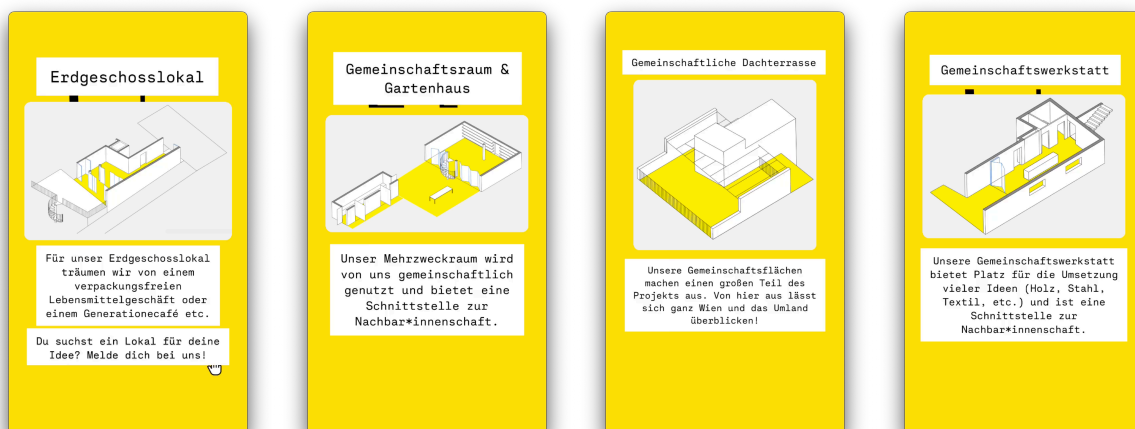 Erdgeschosslokal
Für unser Erdgeschosslokal
träumen wir von einem
verpackungsfreien
Lebensmittelgeschäft oder
einem Generationecafé etc.
Du suchst ein Lokal für deine
Idee? Melde dich bei uns!
Gemeinschaftsraum &
Gartenhaus
Unser Mehrzweckraum wird
von uns gemeinschaftlich
genutzt und bietet eine
Schnittstelle zur
Nachbar*innenschaft.
Gemeinschaftliche Dachterrasse
Unsere Gemeinschaftsflächen
machen einen großen Teil des
Projekts aus. Von hier aus lässt
sich ganz Wien und das Umland
überblicken!
Gemeinschaftswerkstatt
Unsere Gemeinschaftswerkstatt
bietet Platz für die Umsetzung
vieler Ideen (Holz, Stahl,
Textil, etc.) und ist eine
Schnittstelle zur
Nachbar*innenschaft.